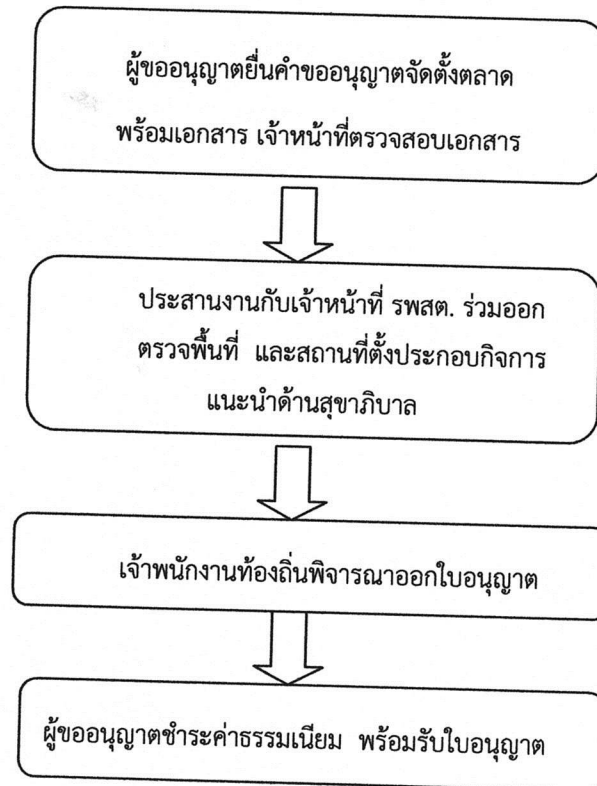 ผู้ขออนุญาตยื่นคำขออนุญาตจัดตั้งตลาด
พร้อมเอกสาร เจ้าหน้าที่ตรวจสอบเอกสาร
ประสานงานกับเจ้าหน้าที่ รพสต. ร่วมออก
ตรวจพื้นที่ และสถานที่ตั้งประกอบกิจการ
แนะนำด้านสุขาภิบาล
เจ้าพนักงานท้องถิ่นพิจารณาออกใบอนุญาต
ผู้ขออนุญาตชำระค่าธรรมเนียม พร้อมรับใบอนุญาต